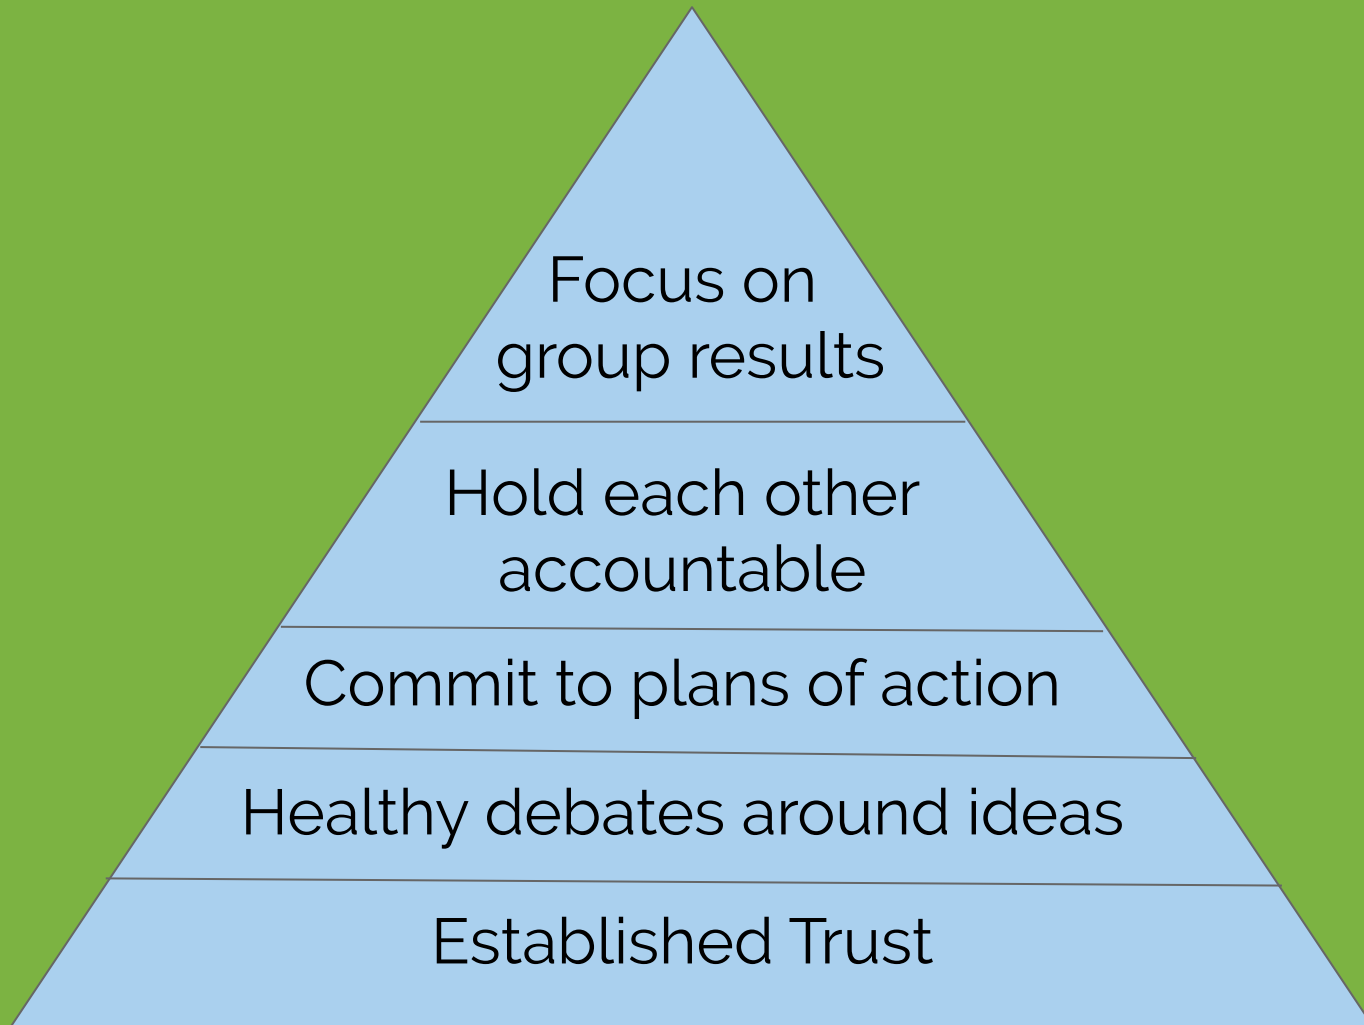 Focus on
group results
Hold each other
accountable
Commit to plans of action
Healthy debates around ideas
Established Trust